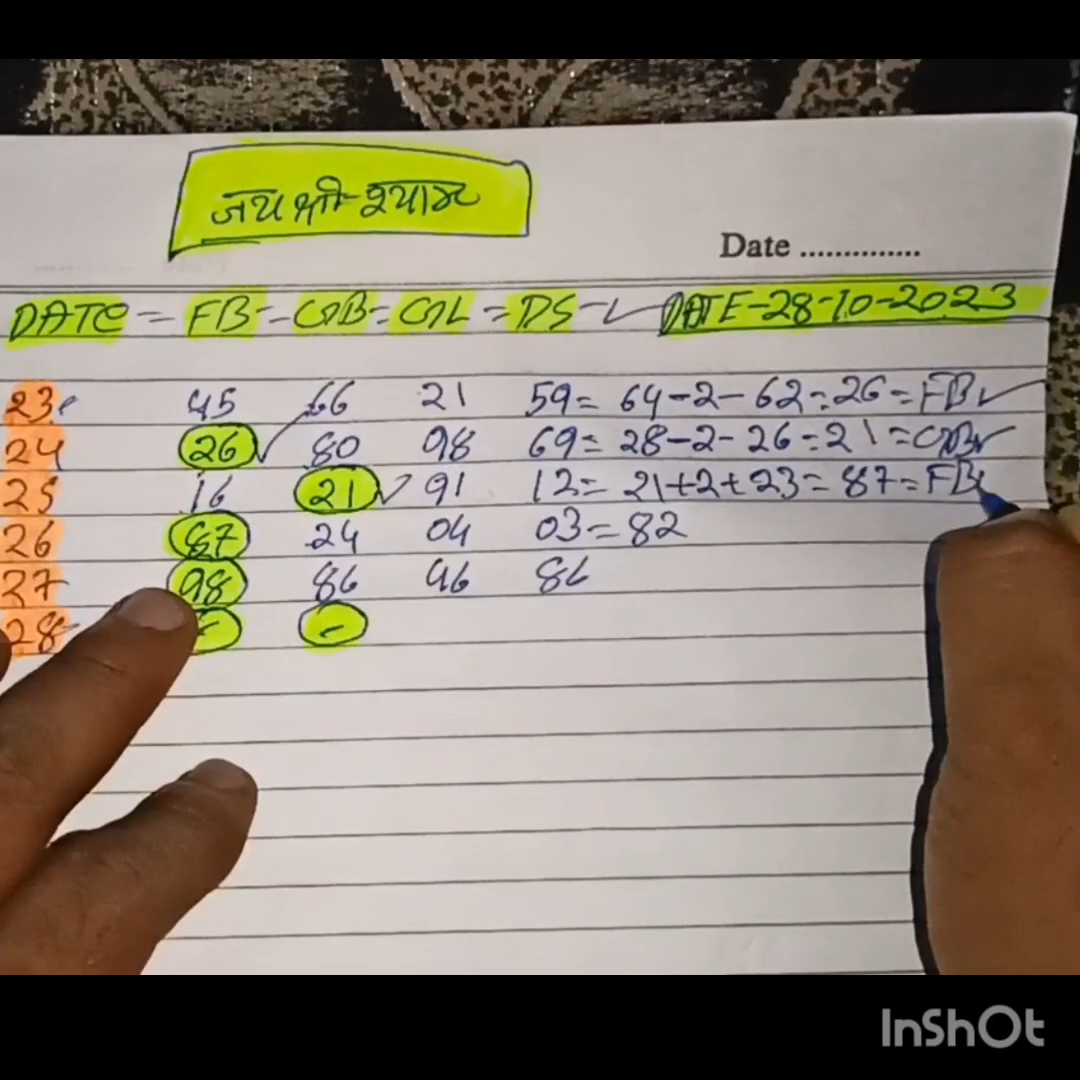 जय श्री श्याम
Date ..............
DATE = FB - GB = GL = DS - ✓ DATE-28-10-2023
23 45 66 21 59 = 64-2-62=26=FB✓
24 26✓ 80 98 69 = 28-2-26=21=GB✓
25 16 21✓ 91 12 = 21+2+23=87=FB
26 87 24 04 03 = 82
27 98 86 46 86
28 - -
InShOt